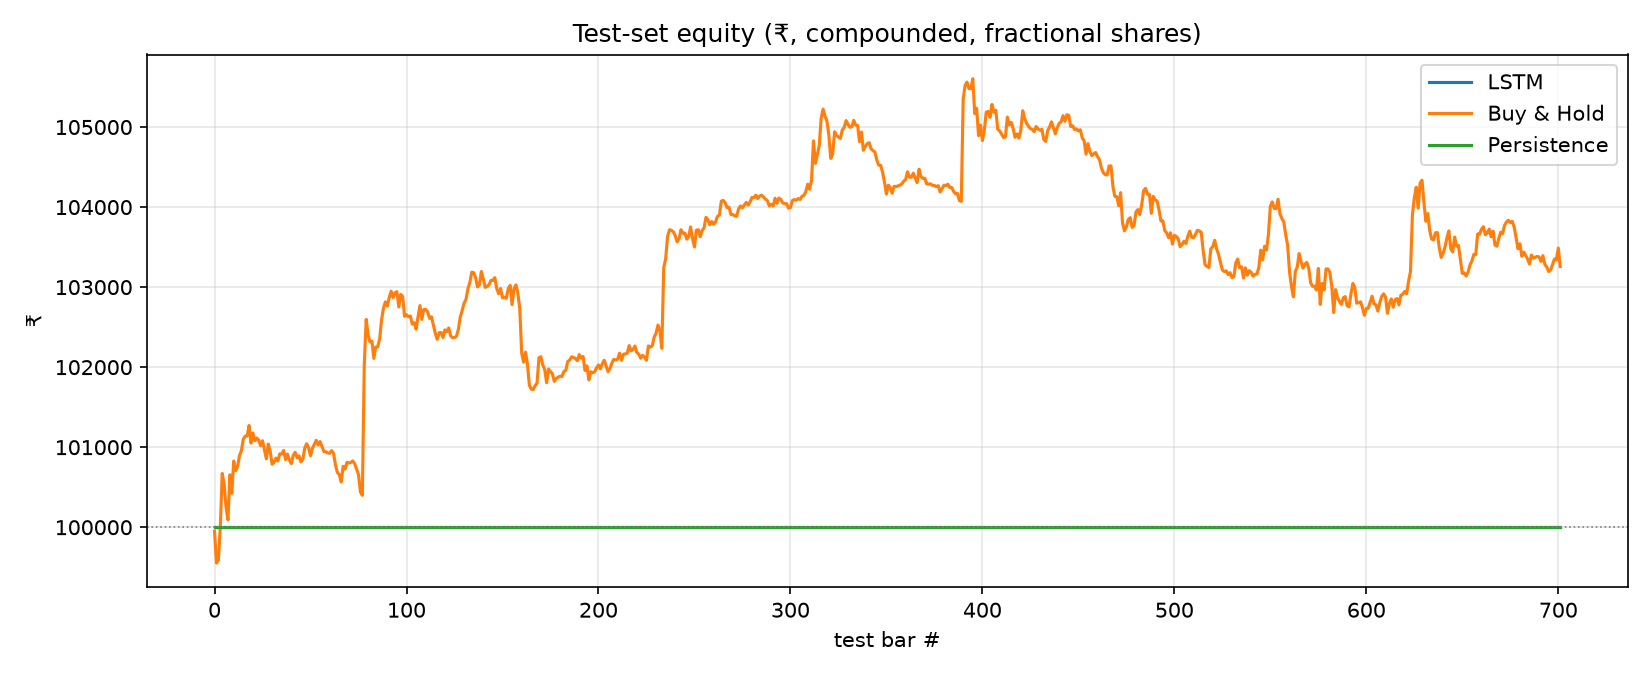 Test-set equity (₹, compounded, fractional shares)
LSTM
Buy & Hold
Persistence
₹
105000
104000
103000
102000
101000
100000
0 100 200 300 400 500 600 700
test bar #